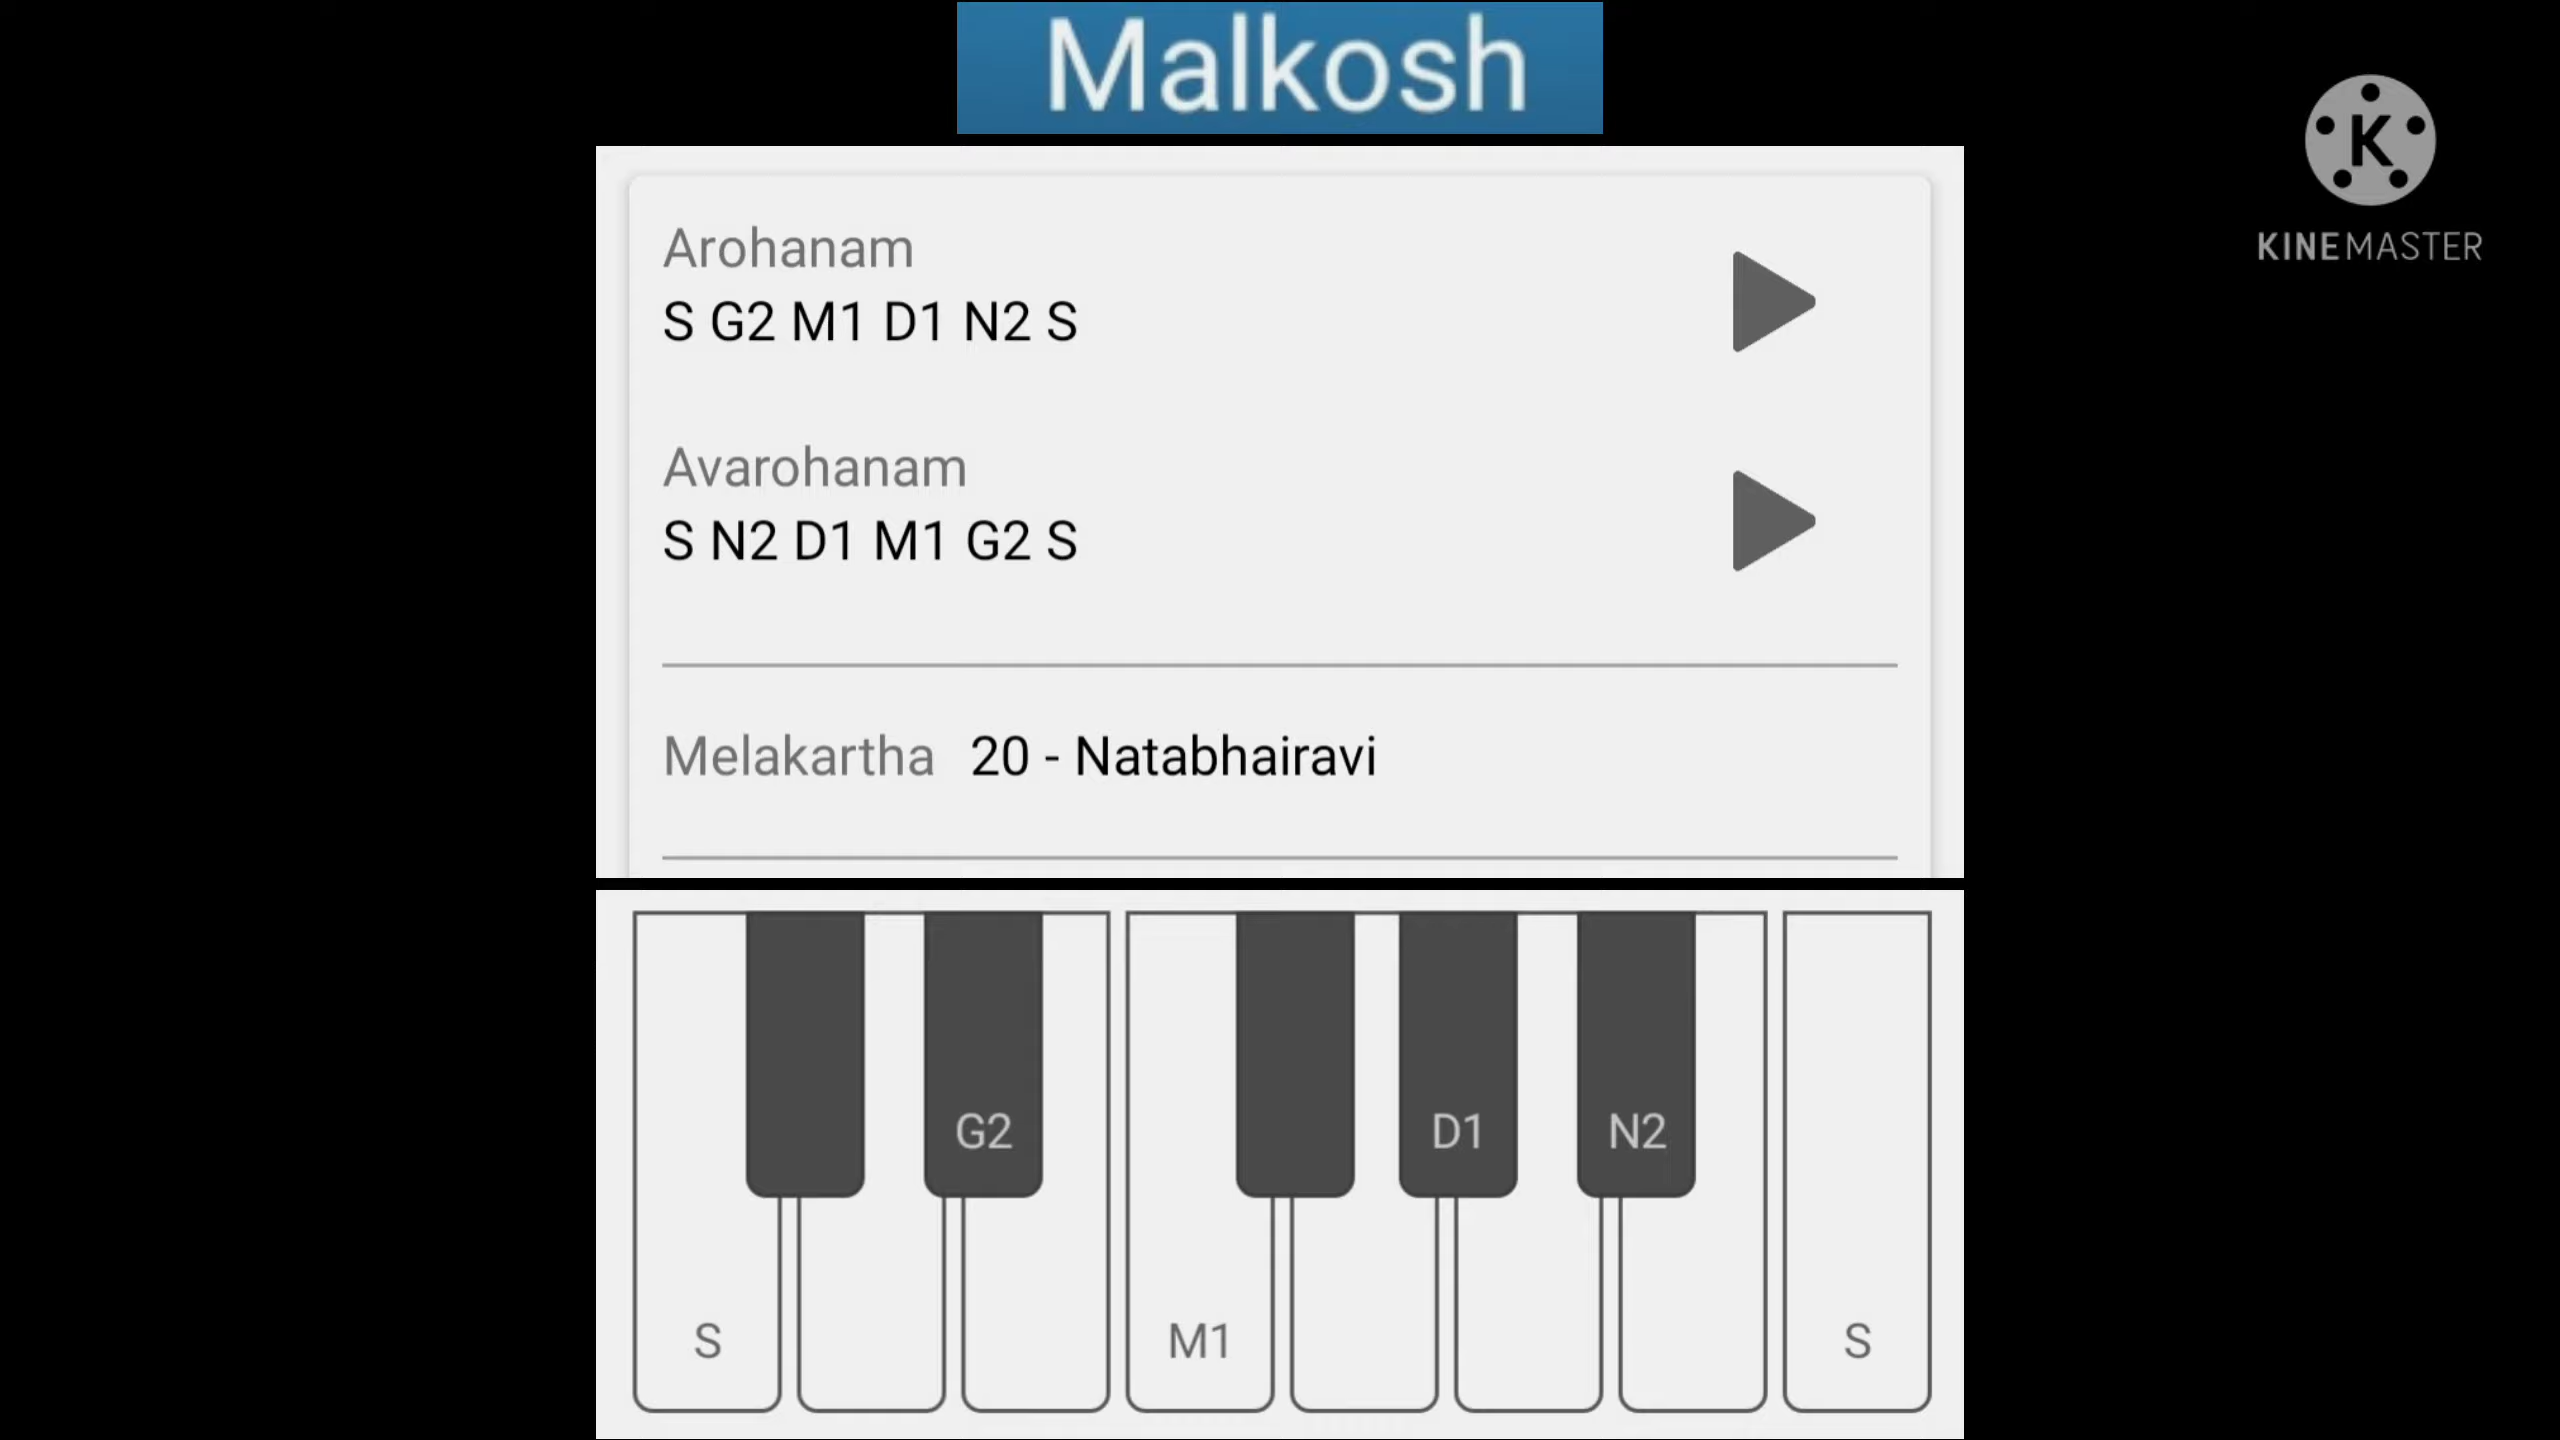 Malkosh
K
KINEMASTER
Arohanam
S G2 M1 D1 N2 S
Avarohanam
S N2 D1 M1 G2 S
Melakartha 20 - Natabhairavi
G2 D1 N2
S M1 S